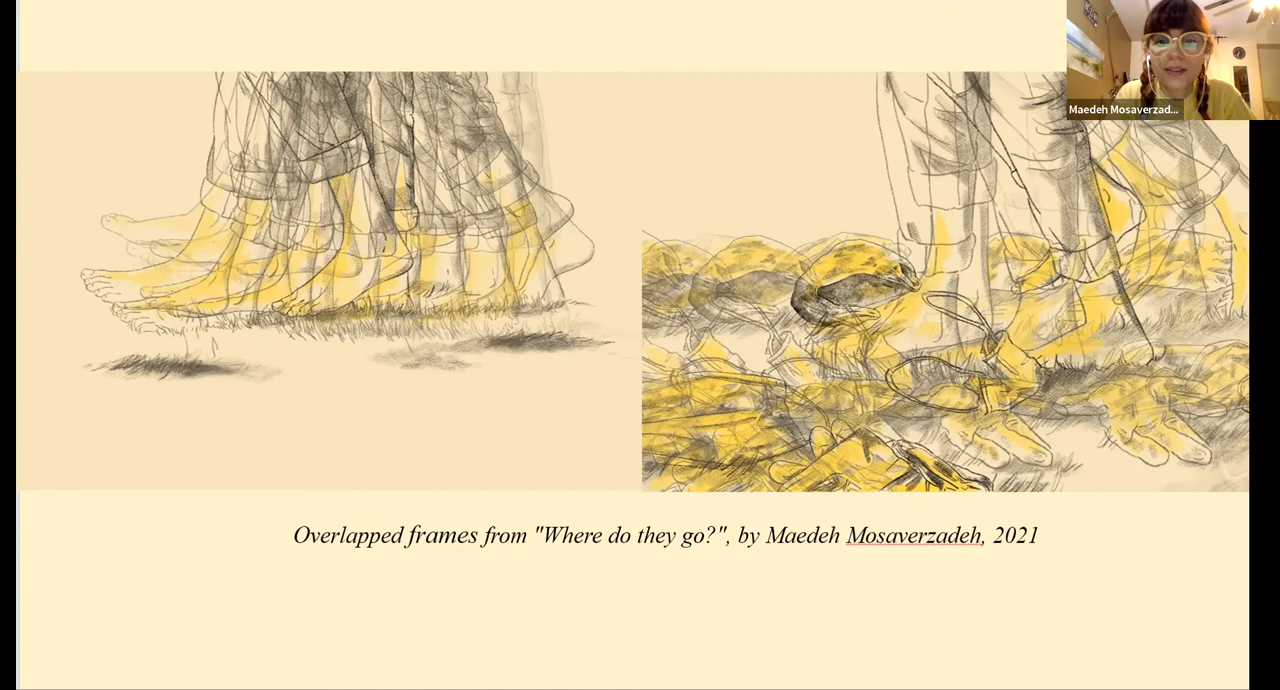 Maedeh Mosaverzad...
Overlapped frames from "Where do they go?", by Maedeh Mosaverzadeh, 2021